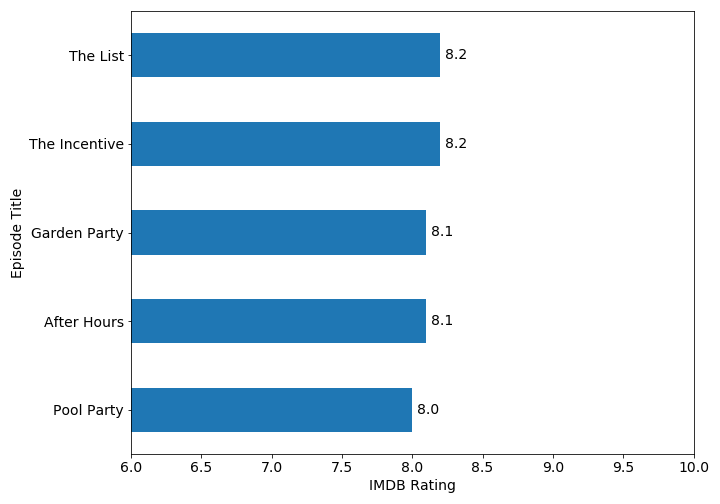 The List
8.2
The Incentive
8.2
Garden Party
8.1
After Hours
8.1
Pool Party
8.0
Episode Title
6.0 6.5 7.0 7.5 8.0 8.5 9.0 9.5 10.0
IMDB Rating